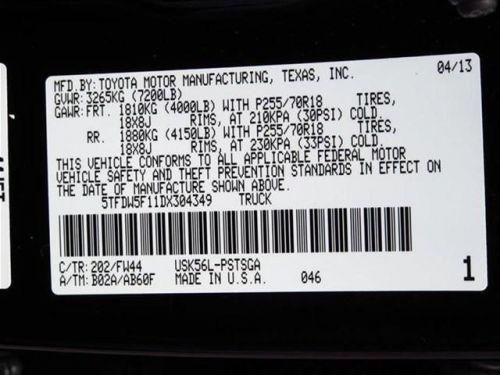 MFD.BY:TOYOTA MOTOR MANUFACTURING, TEXAS, INC. 04/13
GVWR: 3265KG (7200LB)
GAWR:FRT. 1810KG (4000LB) WITH P255/70R18 TIRES,
18X8J RIMS, AT 210KPA (30PSI) COLD.
RR. 1880KG (4150LB) WITH P255/70R18 TIRES,
18X8J RIMS, AT 230KPA (33PSI) COLD.
THIS VEHICLE CONFORMS TO ALL APPLICABLE FEDERAL MOTOR
VEHICLE SAFETY AND THEFT PREVENTION STANDARDS IN EFFECT ON
THE DATE OF MANUFACTURE SHOWN ABOVE.
5TFDW5F11DX304349 TRUCK
C/TR: 202/FW44 USK56L-PSTSGA
A/TM: B02A/AB60F MADE IN U.S.A. 046 1